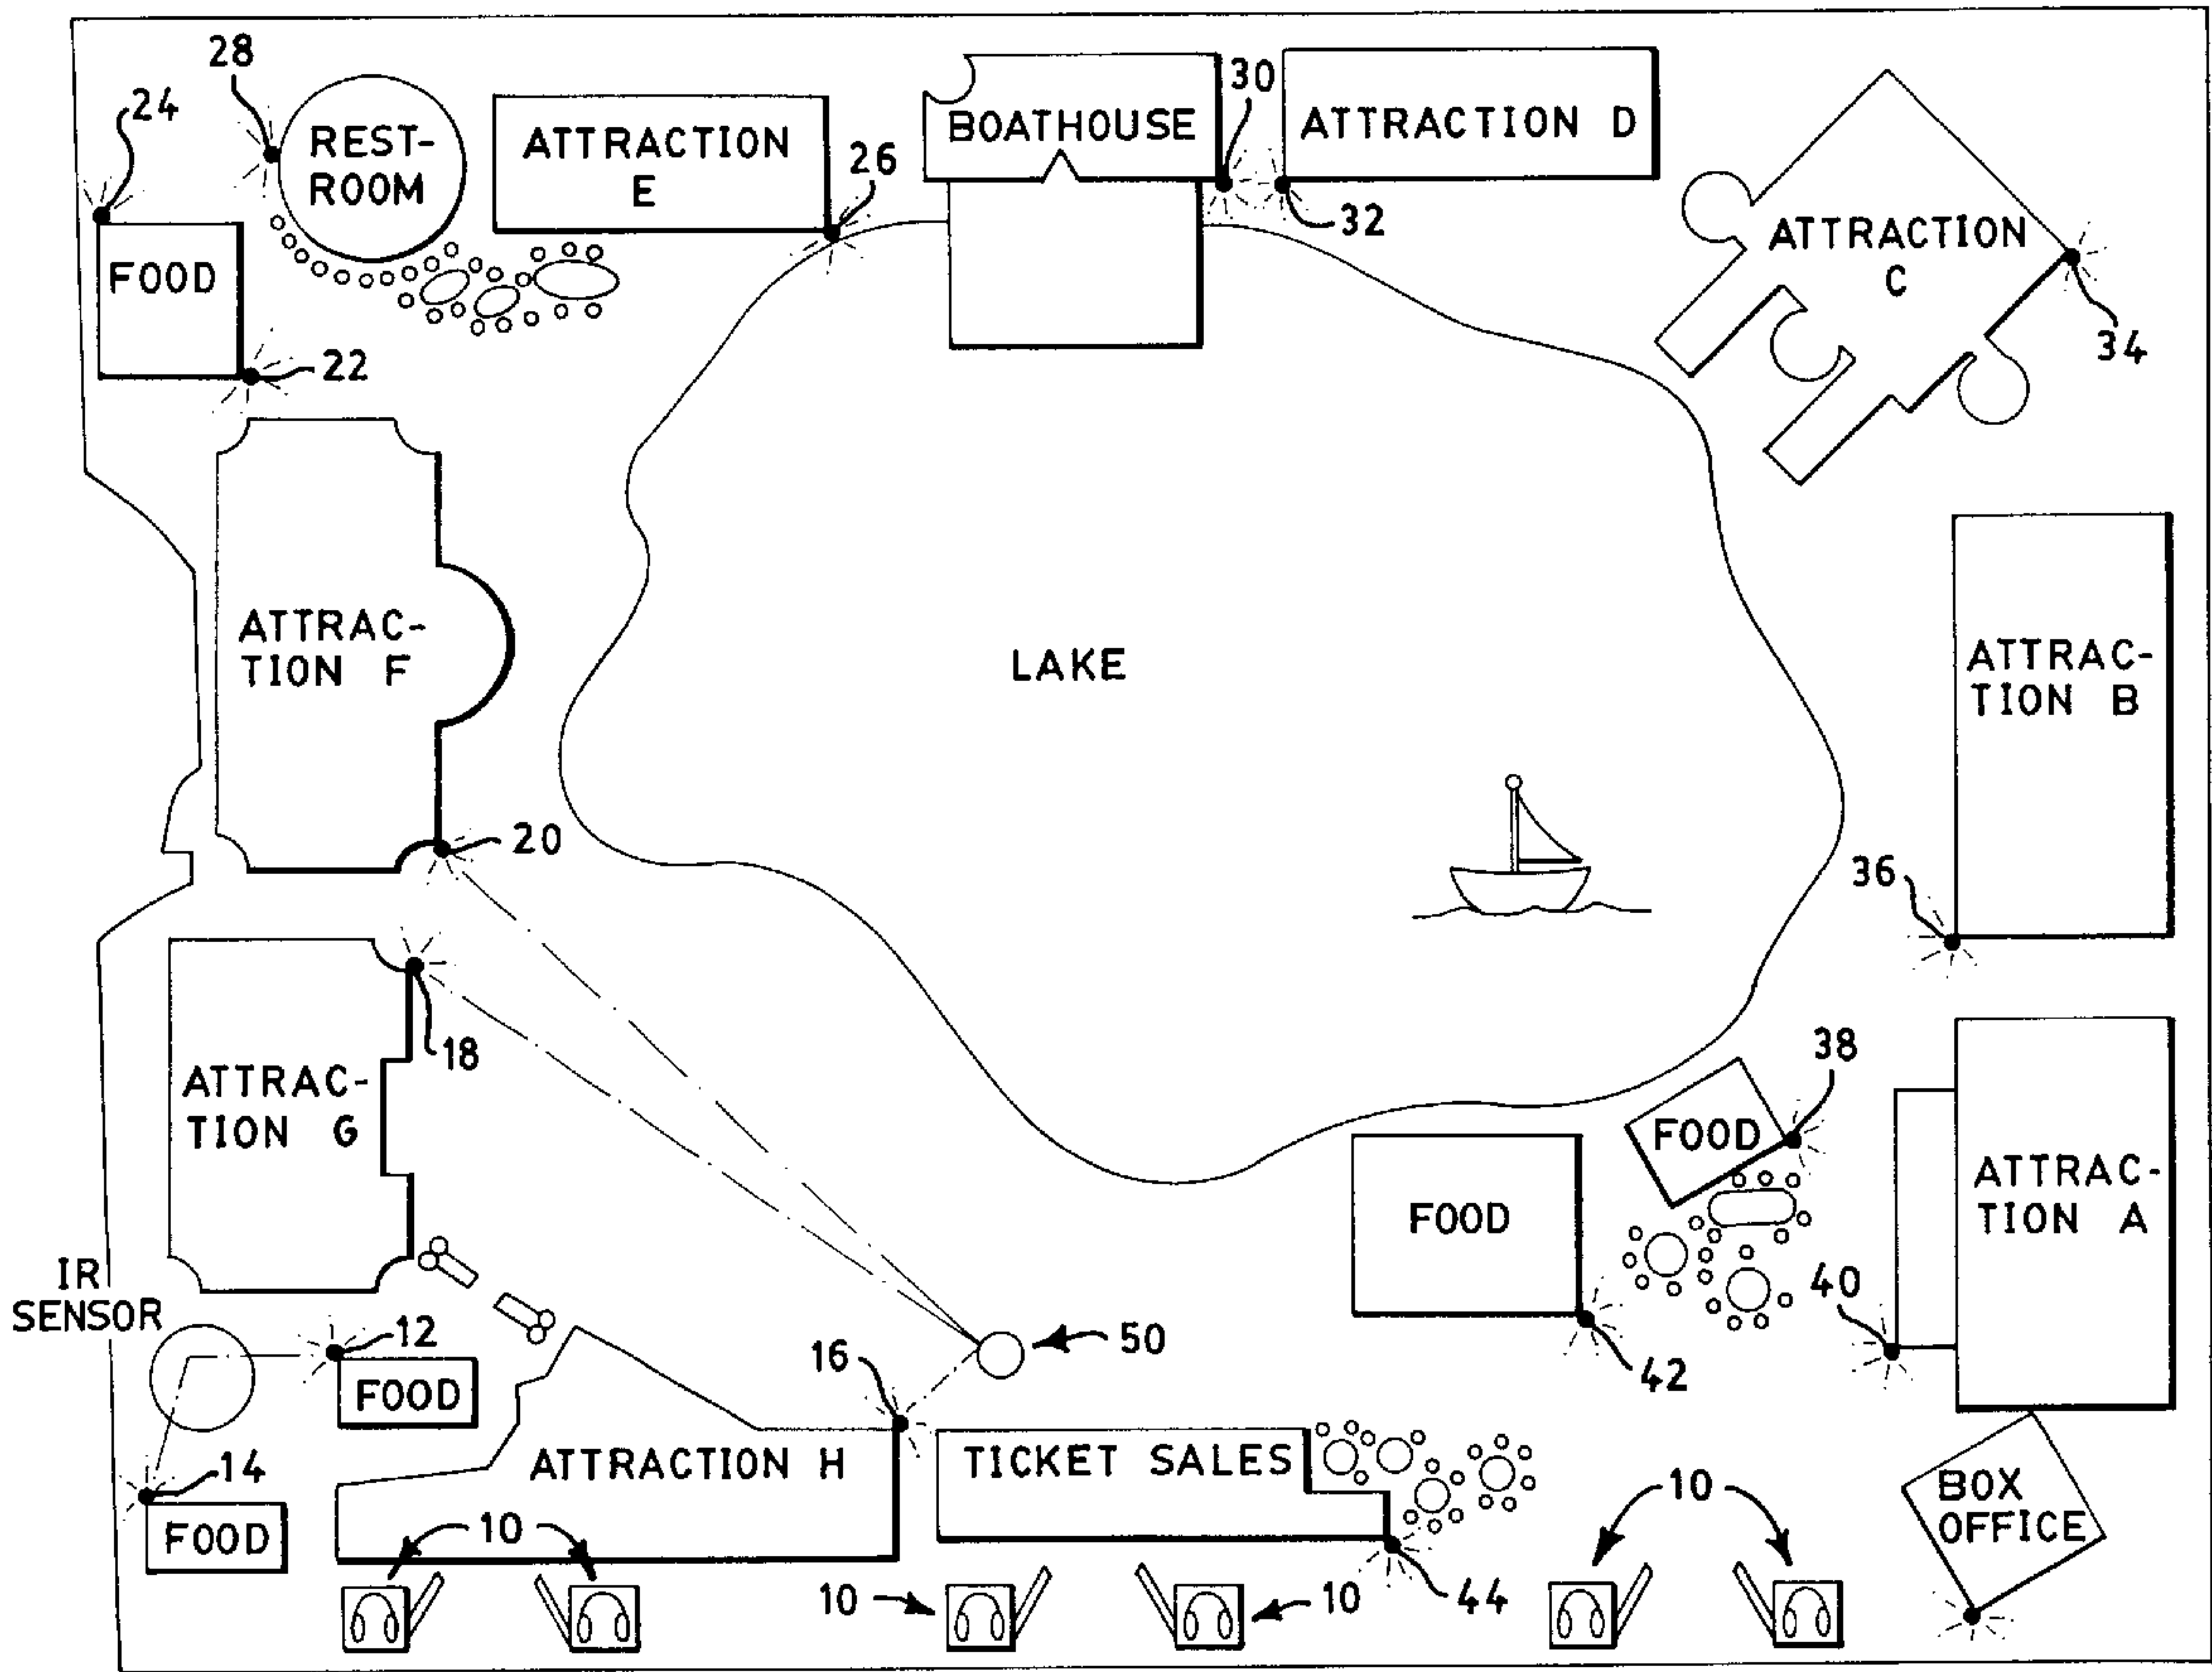 28
24
REST-
ROOM
ATTRACTION
E
26
BOATHOUSE
30
ATTRACTION D
32
ATTRACTION
C
34
FOOD
22
ATTRAC-
TION F
LAKE
ATTRAC-
TION B
20
36
18
ATTRAC-
TION G
38
FOOD
FOOD
ATTRAC-
TION A
IR
SENSOR
12
FOOD
16
50
42
40
14
FOOD
ATTRACTION H
TICKET SALES
BOX
OFFICE
10
10
10
10
44